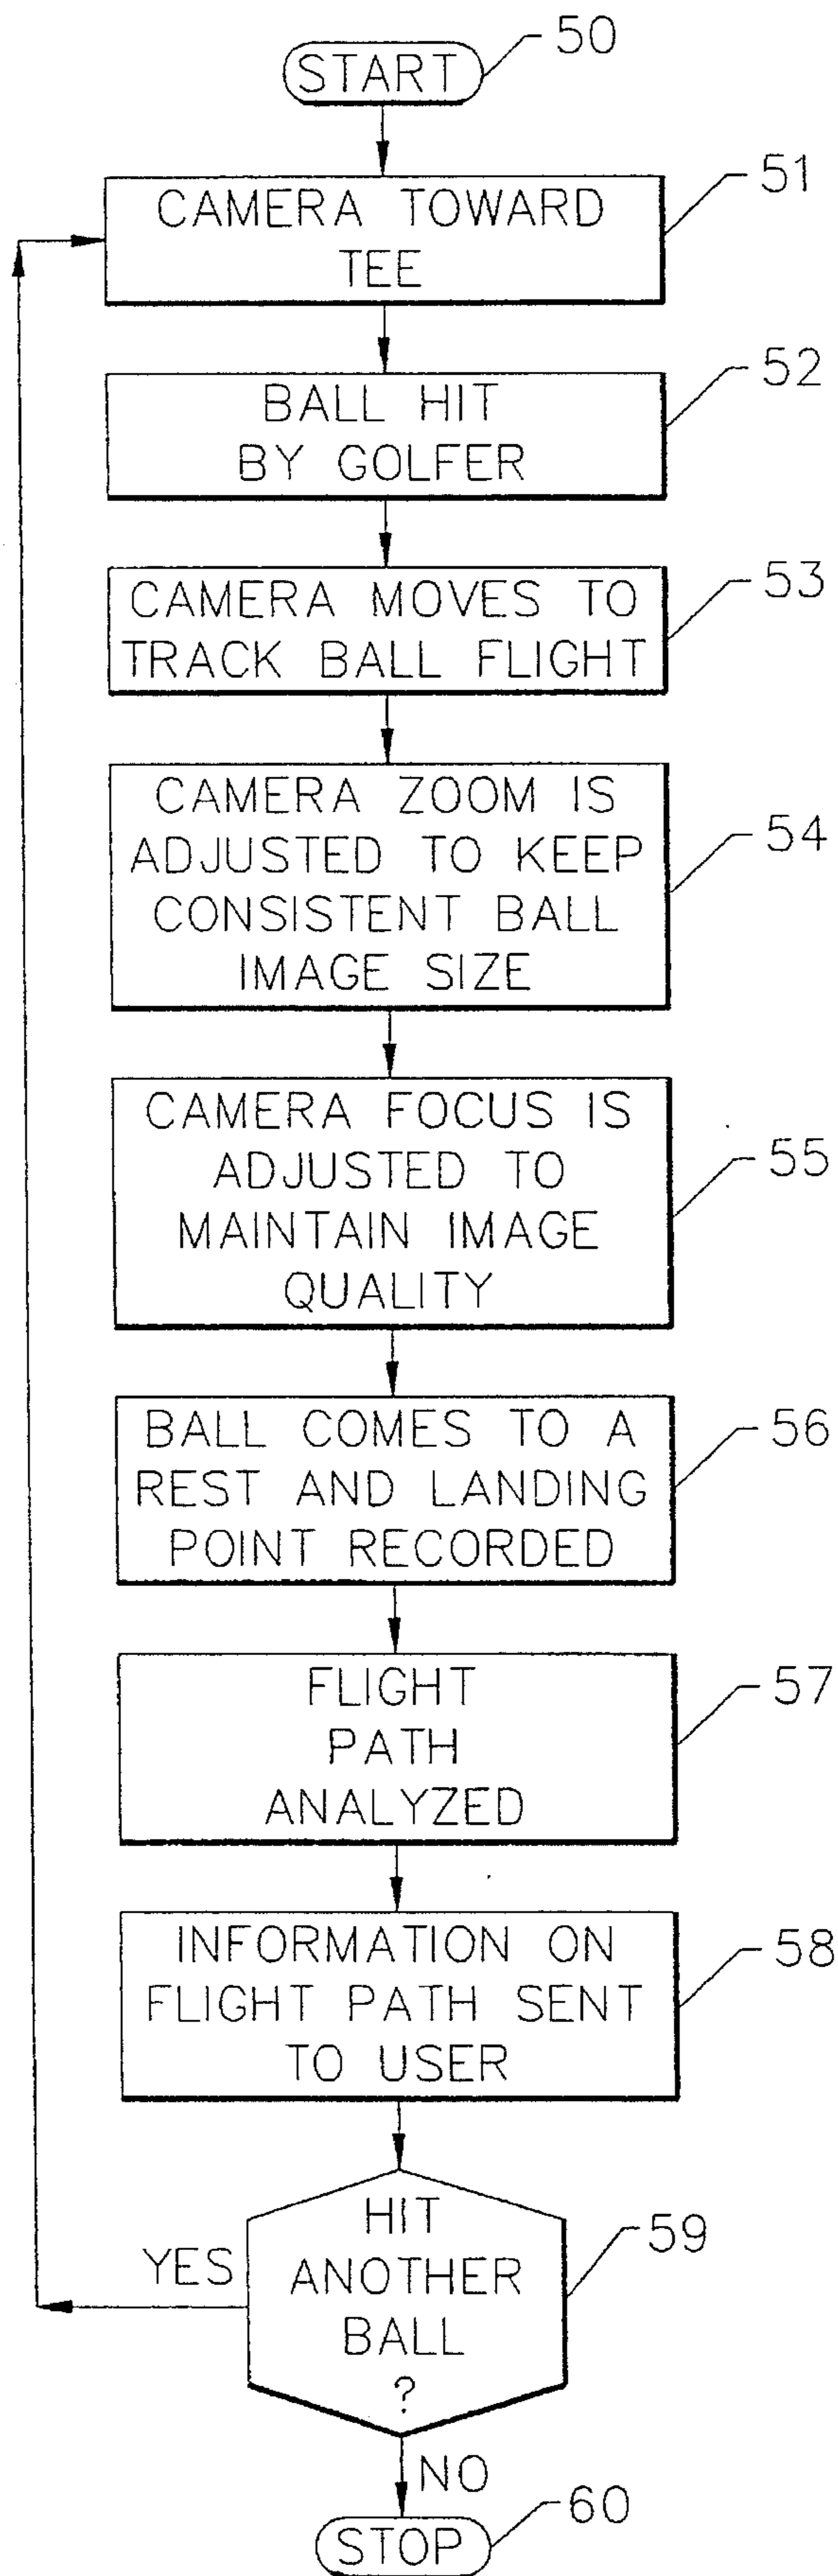 START
50
CAMERA TOWARD
TEE
51
BALL HIT
BY GOLFER
52
CAMERA MOVES TO
TRACK BALL FLIGHT
53
CAMERA ZOOM IS
ADJUSTED TO KEEP
CONSISTENT BALL
IMAGE SIZE
54
CAMERA FOCUS IS
ADJUSTED TO
MAINTAIN IMAGE
QUALITY
55
BALL COMES TO A
REST AND LANDING
POINT RECORDED
56
FLIGHT
PATH
ANALYZED
57
INFORMATION ON
FLIGHT PATH SENT
TO USER
58
HIT
ANOTHER
BALL
?
59
YES
NO
STOP
60